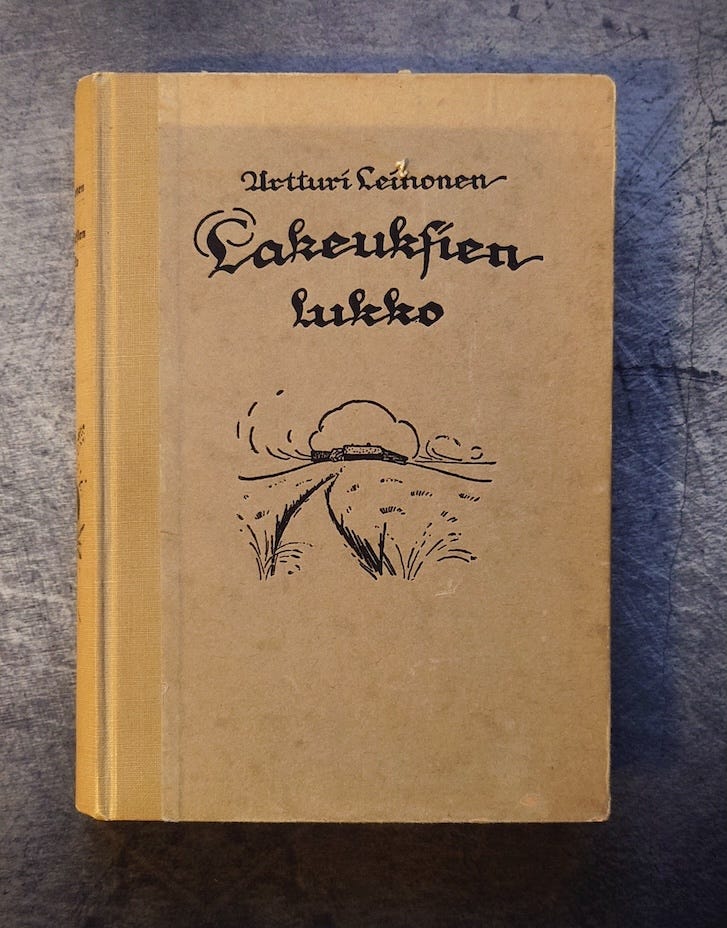 Artturi Leinonen
Lakeuksien
lukko